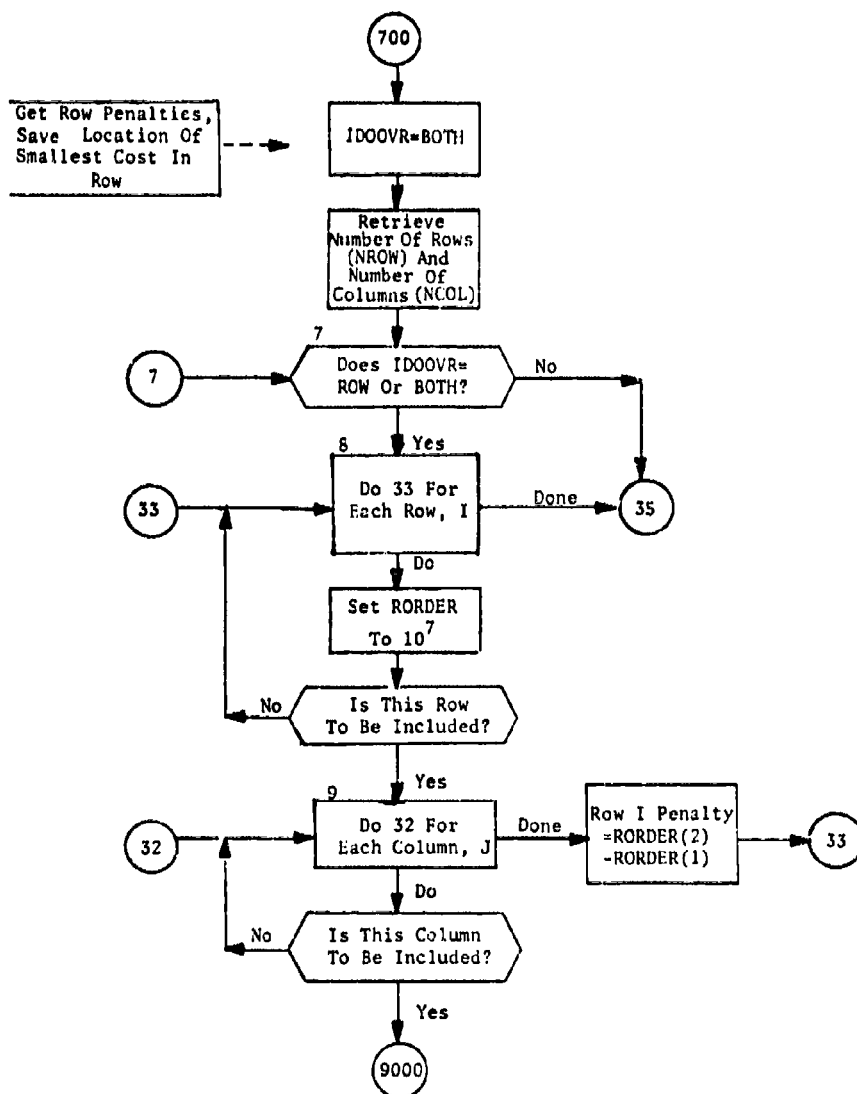 700
Get Row Penalties,
Save Location Of
Smallest Cost In
Row
IDOOVR=BOTH
Retrieve
Number Of Rows
(NROW) And
Number Of
Columns (NCOL)
7
7
Does IDOOVR=
ROW Or BOTH?
No
Yes
8
33
Do 33 For
Each Row, I
Done
35
Do
Set RORDER
To 10^7
No
Is This Row
To Be Included?
Yes
9
32
Do 32 For
Each Column, J
Done
Row I Penalty
=RORDER(2)
-RORDER(1)
33
Do
No
Is This Column
To Be Included?
Yes
9000